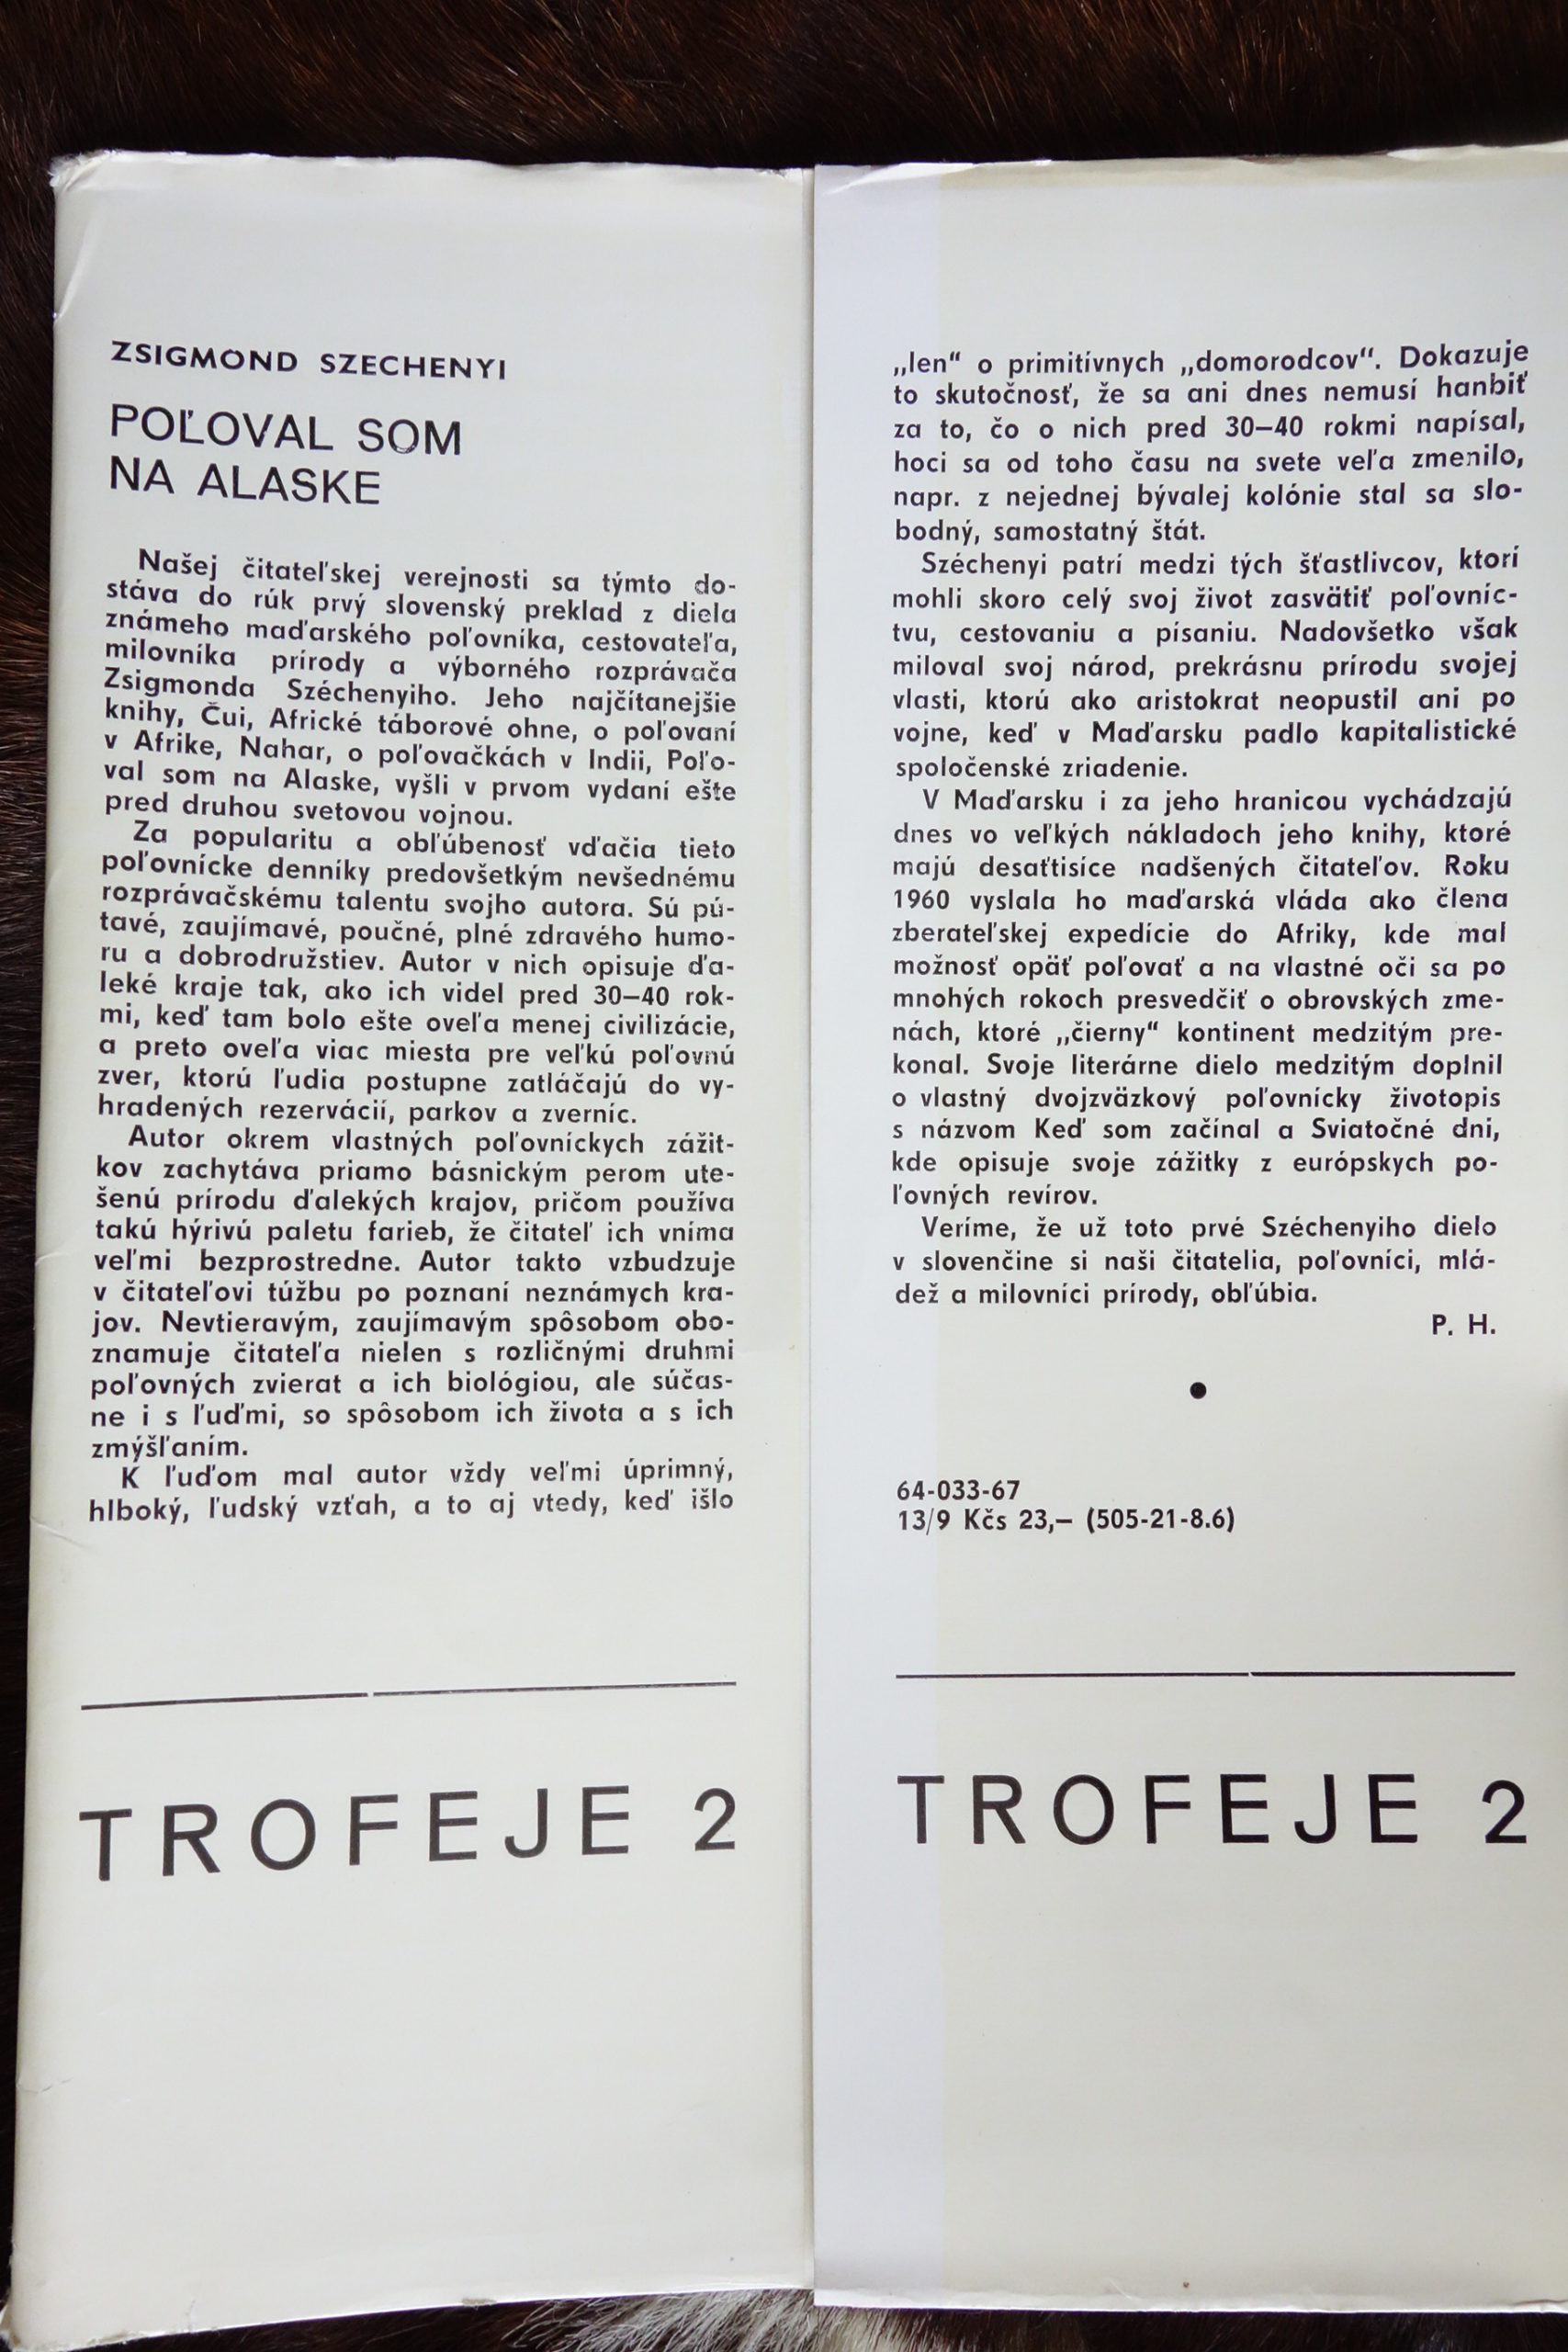 ZSIGMOND SZECHENYI
POĽOVAL SOM
NA ALASKE
Našej čitateľskej verejnosti sa týmto do-
stáva do rúk prvý slovenský preklad z diela
známeho maďarského poľovníka, cestovateľa,
milovníka prírody a výborného rozprávača
Zsigmonda Széchenyiho. Jeho najčítanejšie
knihy, Čui, Africké táborové ohne, o poľovaní
v Afrike, Nahar, o poľovačkách v Indii, Poľo-
val som na Alaske, vyšli v prvom vydaní ešte
pred druhou svetovou vojnou.
Za popularitu a obľúbenosť vďačia tieto
poľovnícke denníky predovšetkým nevšednému
rozprávačskému talentu svojho autora. Sú pú-
tavé, zaujímavé, poučné, plné zdravého humo-
ru a dobrodružstiev. Autor v nich opisuje ďa-
leké kraje tak, ako ich videl pred 30—40 rok-
mi, keď tam bolo ešte oveľa menej civilizácie,
a preto oveľa viac miesta pre veľkú poľovnú
zver, ktorú ľudia postupne zatláčajú do vy-
hradených rezervácií, parkov a zverníc.
Autor okrem vlastných poľovníckych zážit-
kov zachytáva priamo básnickým perom ute-
šenú prírodu ďalekých krajov, pričom používa
takú hýrivú paletu farieb, že čitateľ ich vníma
veľmi bezprostredne. Autor takto vzbudzuje
v čitateľovi túžbu po poznaní neznámych kra-
jov. Nevtieravým, zaujímavým spôsobom obo-
znamuje čitateľa nielen s rozličnými druhmi
poľovných zvierat a ich biológiou, ale súčas-
ne i s ľuďmi, so spôsobom ich života a s ich
zmýšľaním.
K ľuďom mal autor vždy veľmi úprimný,
hlboký, ľudský vzťah, a to aj vtedy, keď išlo
TROFEJE 2
„len“ o primitívnych „domorodcov“. Dokazuje
to skutočnosť, že sa ani dnes nemusí hanbiť
za to, čo o nich pred 30—40 rokmi napísal,
hoci sa od toho času na svete veľa zmenilo,
napr. z nejednej bývalej kolónie stal sa slo-
bodný, samostatný štát.
Széchenyi patrí medzi tých šťastlivcov, ktorí
mohli skoro celý svoj život zasvätiť poľovníc-
tvu, cestovaniu a písaniu. Nadovšetko však
miloval svoj národ, prekrásnu prírodu svojej
vlasti, ktorú ako aristokrat neopustil ani po
vojne, keď v Maďarsku padlo kapitalistické
spoločenské zriadenie.
V Maďarsku i za jeho hranicou vychádzajú
dnes vo veľkých nákladoch jeho knihy, ktoré
majú desaťtisíce nadšených čitateľov. Roku
1960 vyslala ho maďarská vláda ako člena
zberateľskej expedície do Afriky, kde mal
možnosť opäť poľovať a na vlastné oči sa po
mnohých rokoch presvedčiť o obrovských zme-
nách, ktoré „čierny“ kontinent medzitým pre-
konal. Svoje literárne dielo medzitým doplnil
o vlastný dvojzväzkový poľovnícky životopis
s názvom Keď som začínal a Sviatočné dni,
kde opisuje svoje zážitky z európskych po-
ľovných revírov.
Veríme, že už toto prvé Széchenyiho dielo
v slovenčine si naši čitatelia, poľovníci, mlá-
dež a milovníci prírody, obľúbia.
P. H.
64-033-67
13/9 Kčs 23,— (505-21-8.6)
TROFEJE 2